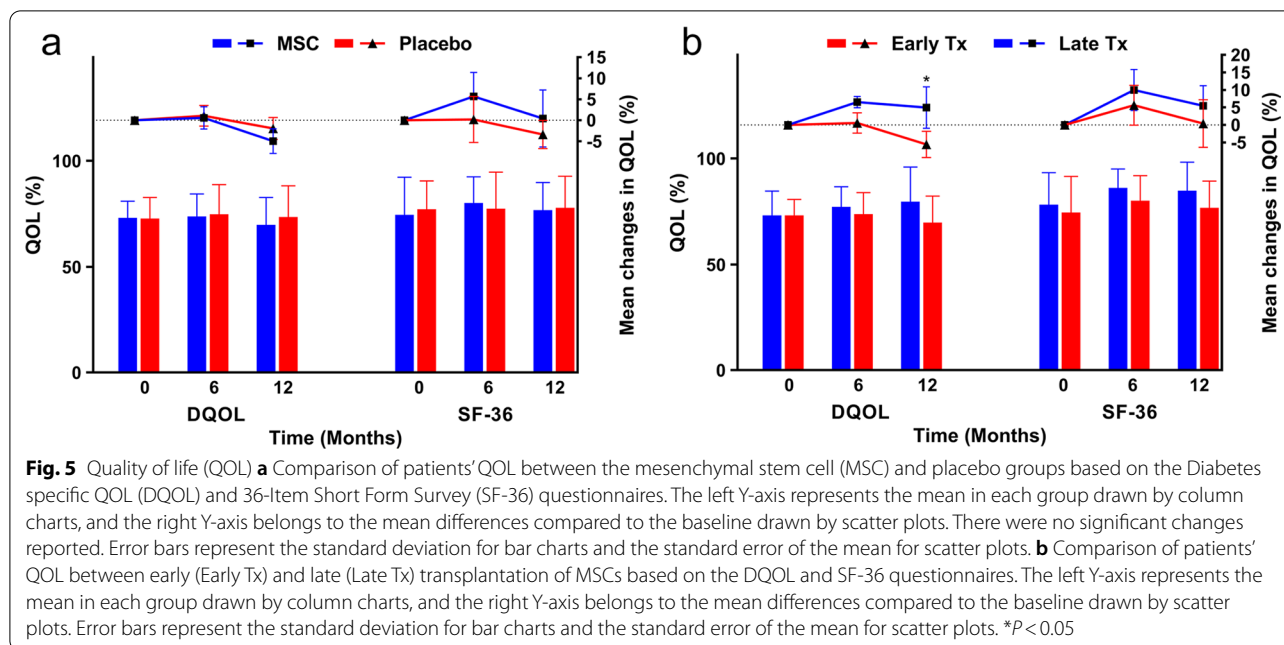 a
MSC Placebo
QOL (%)
100
50
0
15
10
5
0
-5
Mean changes in QOL (%)
0 6 12 0 6 12
DQOL SF-36
Time (Months)
b
Early Tx Late Tx
QOL (%)
100
50
0
20
15
10
5
0
-5
-10
Mean changes in QOL (%)
*
0 6 12 0 6 12
DQOL SF-36
Time (Months)
Fig. 5 Quality of life (QOL) a Comparison of patients’ QOL between the mesenchymal stem cell (MSC) and placebo groups based on the Diabetes
specific QOL (DQOL) and 36-Item Short Form Survey (SF-36) questionnaires. The left Y-axis represents the mean in each group drawn by column
charts, and the right Y-axis belongs to the mean differences compared to the baseline drawn by scatter plots. There were no significant changes
reported. Error bars represent the standard deviation for bar charts and the standard error of the mean for scatter plots. b Comparison of patients’
QOL between early (Early Tx) and late (Late Tx) transplantation of MSCs based on the DQOL and SF-36 questionnaires. The left Y-axis represents the
mean in each group drawn by column charts, and the right Y-axis belongs to the mean differences compared to the baseline drawn by scatter
plots. Error bars represent the standard deviation for bar charts and the standard error of the mean for scatter plots. *P < 0.05